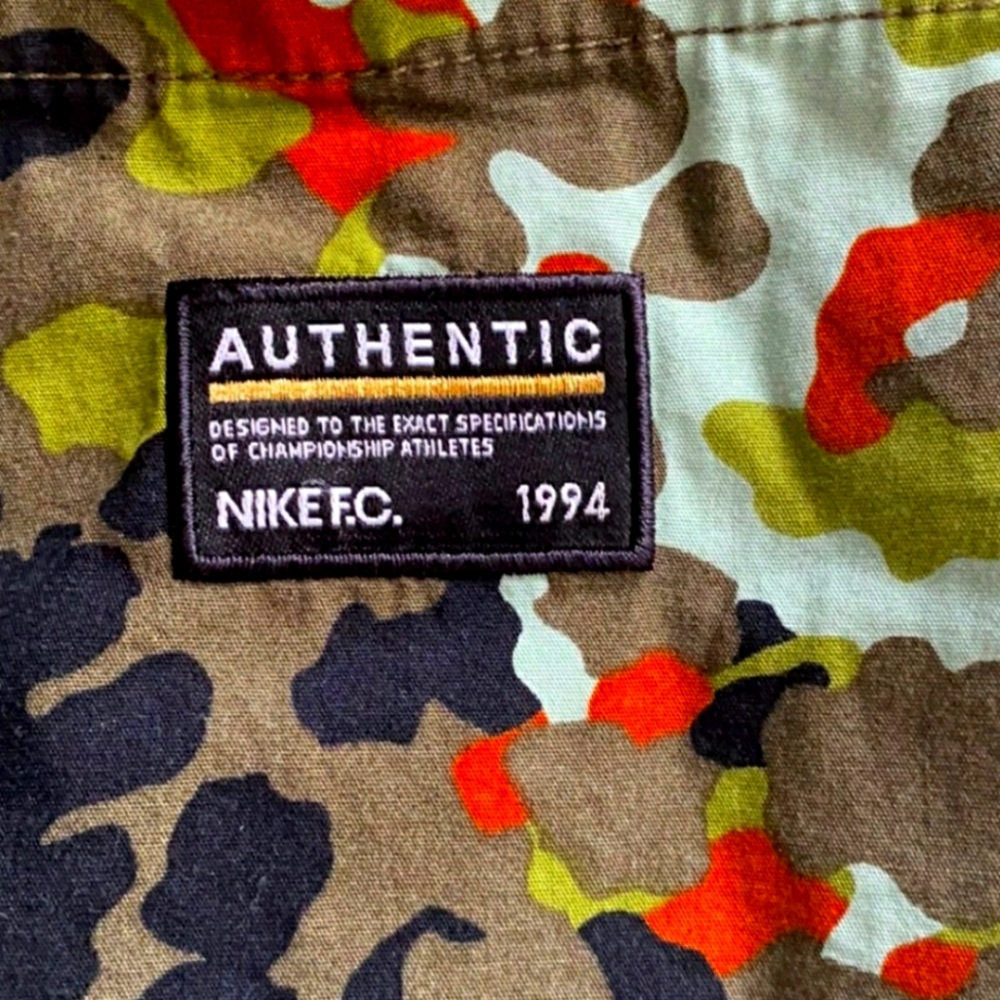 AUTHENTIC
DESIGNED TO THE EXACT SPECIFICATIONS
OF CHAMPIONSHIP ATHLETES
NIKE F.C. 1994